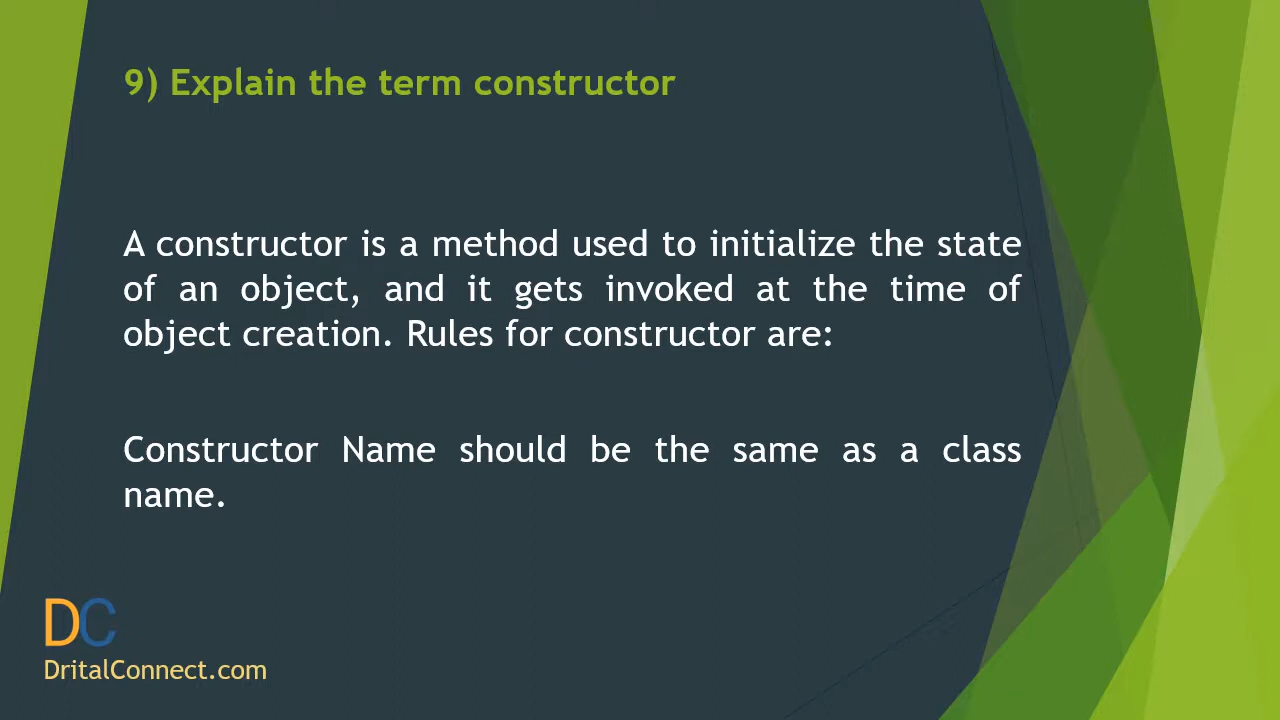 9) Explain the term constructor
A constructor is a method used to initialize the state
of an object, and it gets invoked at the time of
object creation. Rules for constructor are:
Constructor Name should be the same as a class
name.
DC
DritalConnect.com